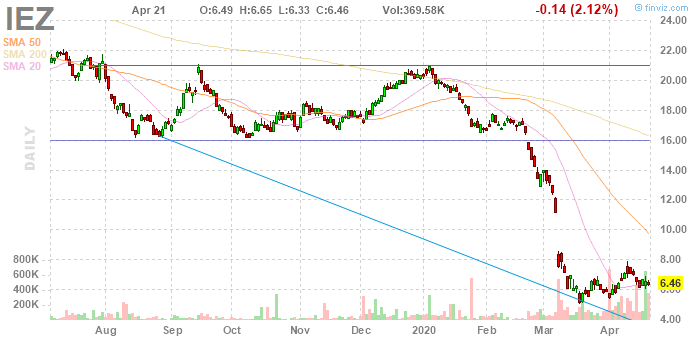 IEZ Apr 21 O:6.49 H:6.65 L:6.33 C:6.46 Vol:369.58K -0.14 (2.12%) © finviz.com
SMA 50
SMA 200
SMA 20
DAILY
24.00
22.00
20.00
18.00
16.00
14.00
12.00
10.00
8.00
6.46
6.00
4.00
800K
600K
400K
200K
Aug Sep Oct Nov Dec 2020 Feb Mar Apr